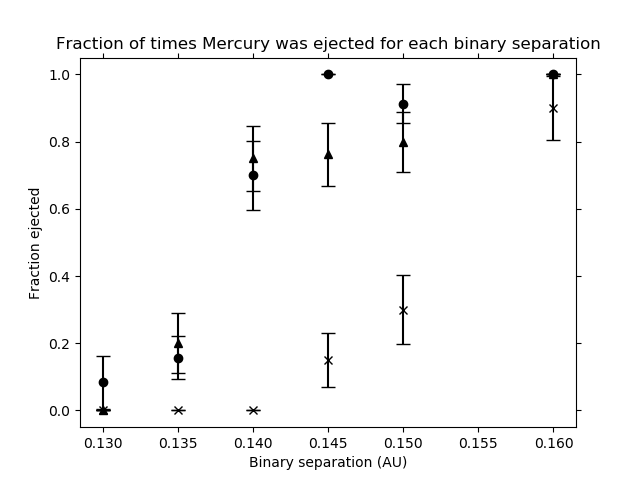 Fraction of times Mercury was ejected for each binary separation
1.0
0.8
0.6
0.4
0.2
0.0
Fraction ejected
0.130 0.135 0.140 0.145 0.150 0.155 0.160
Binary separation (AU)